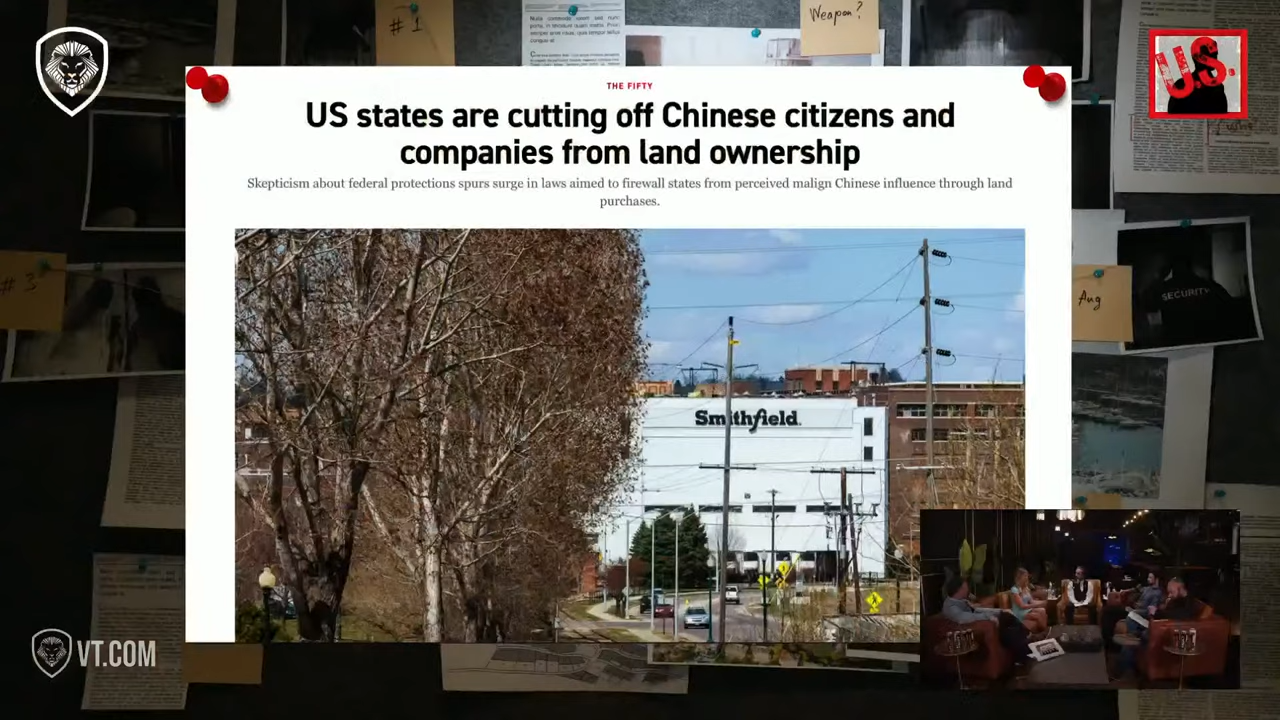 # 1
Weapon?
U.S.
THE FIFTY
US states are cutting off Chinese citizens and
companies from land ownership
Skepticism about federal protections spurs surge in laws aimed to firewall states from perceived malign Chinese influence through land
purchases.
# 3
Aug
SECURITY
Smithfield
VT.COM